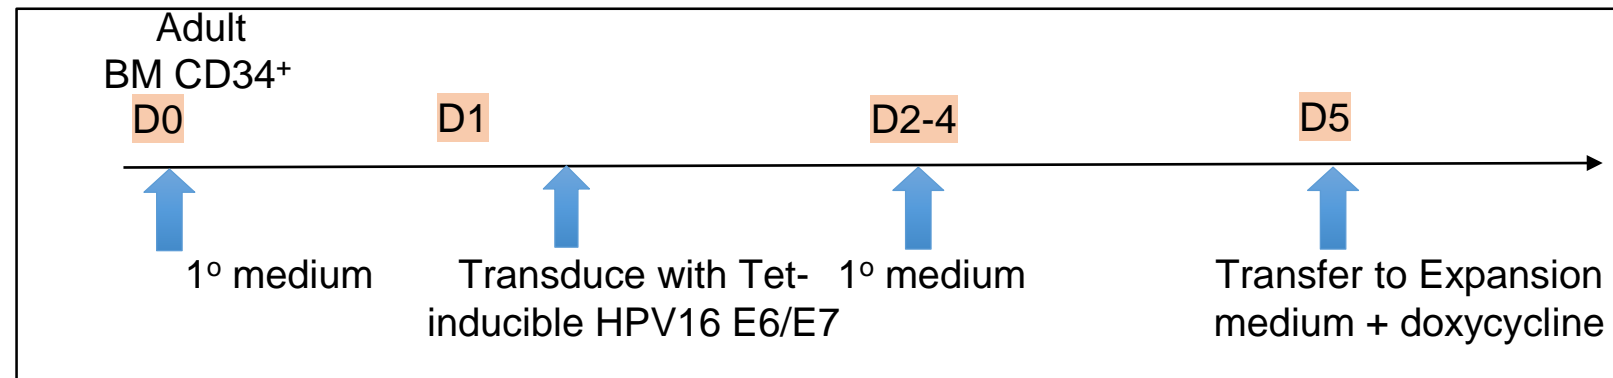 Adult
BM CD34⁺
D0
D1
D2-4
D5
1º medium
Transduce with Tet-
inducible HPV16 E6/E7
1º medium
Transfer to Expansion
medium + doxycycline